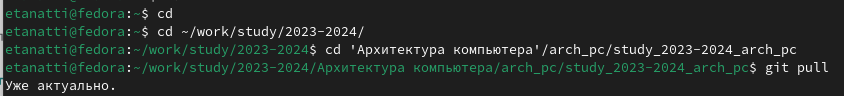 etanatti@fedora:~$ cd
etanatti@fedora:~$ cd ~/work/study/2023-2024/
etanatti@fedora:~/work/study/2023-2024$ cd 'Архитектура компьютера'/arch_pc/study_2023-2024_arch_pc
etanatti@fedora:~/work/study/2023-2024/Архитектура компьютера/arch_pc/study_2023-2024_arch_pc$ git pull
Уже актуально.